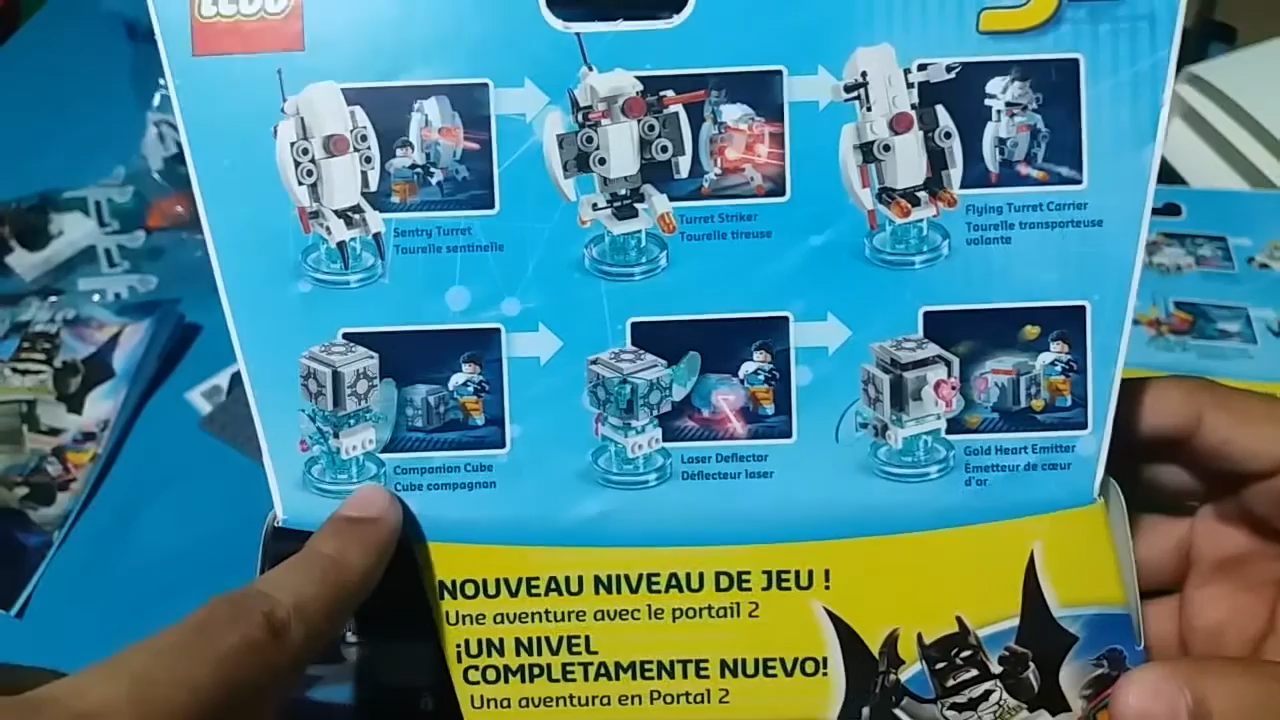 LEGO
Sentry Turret
Tourelle sentinelle
Turret Striker
Tourelle tireuse
Flying Turret Carrier
Tourelle transporteuse
volante
Companion Cube
Cube compagnon
Laser Deflector
Déflecteur laser
Gold Heart Emitter
Émetteur de cœur
d'or
NOUVEAU NIVEAU DE JEU !
Une aventure avec le portail 2
¡UN NIVEL
COMPLETAMENTE NUEVO!
Una aventura en Portal 2